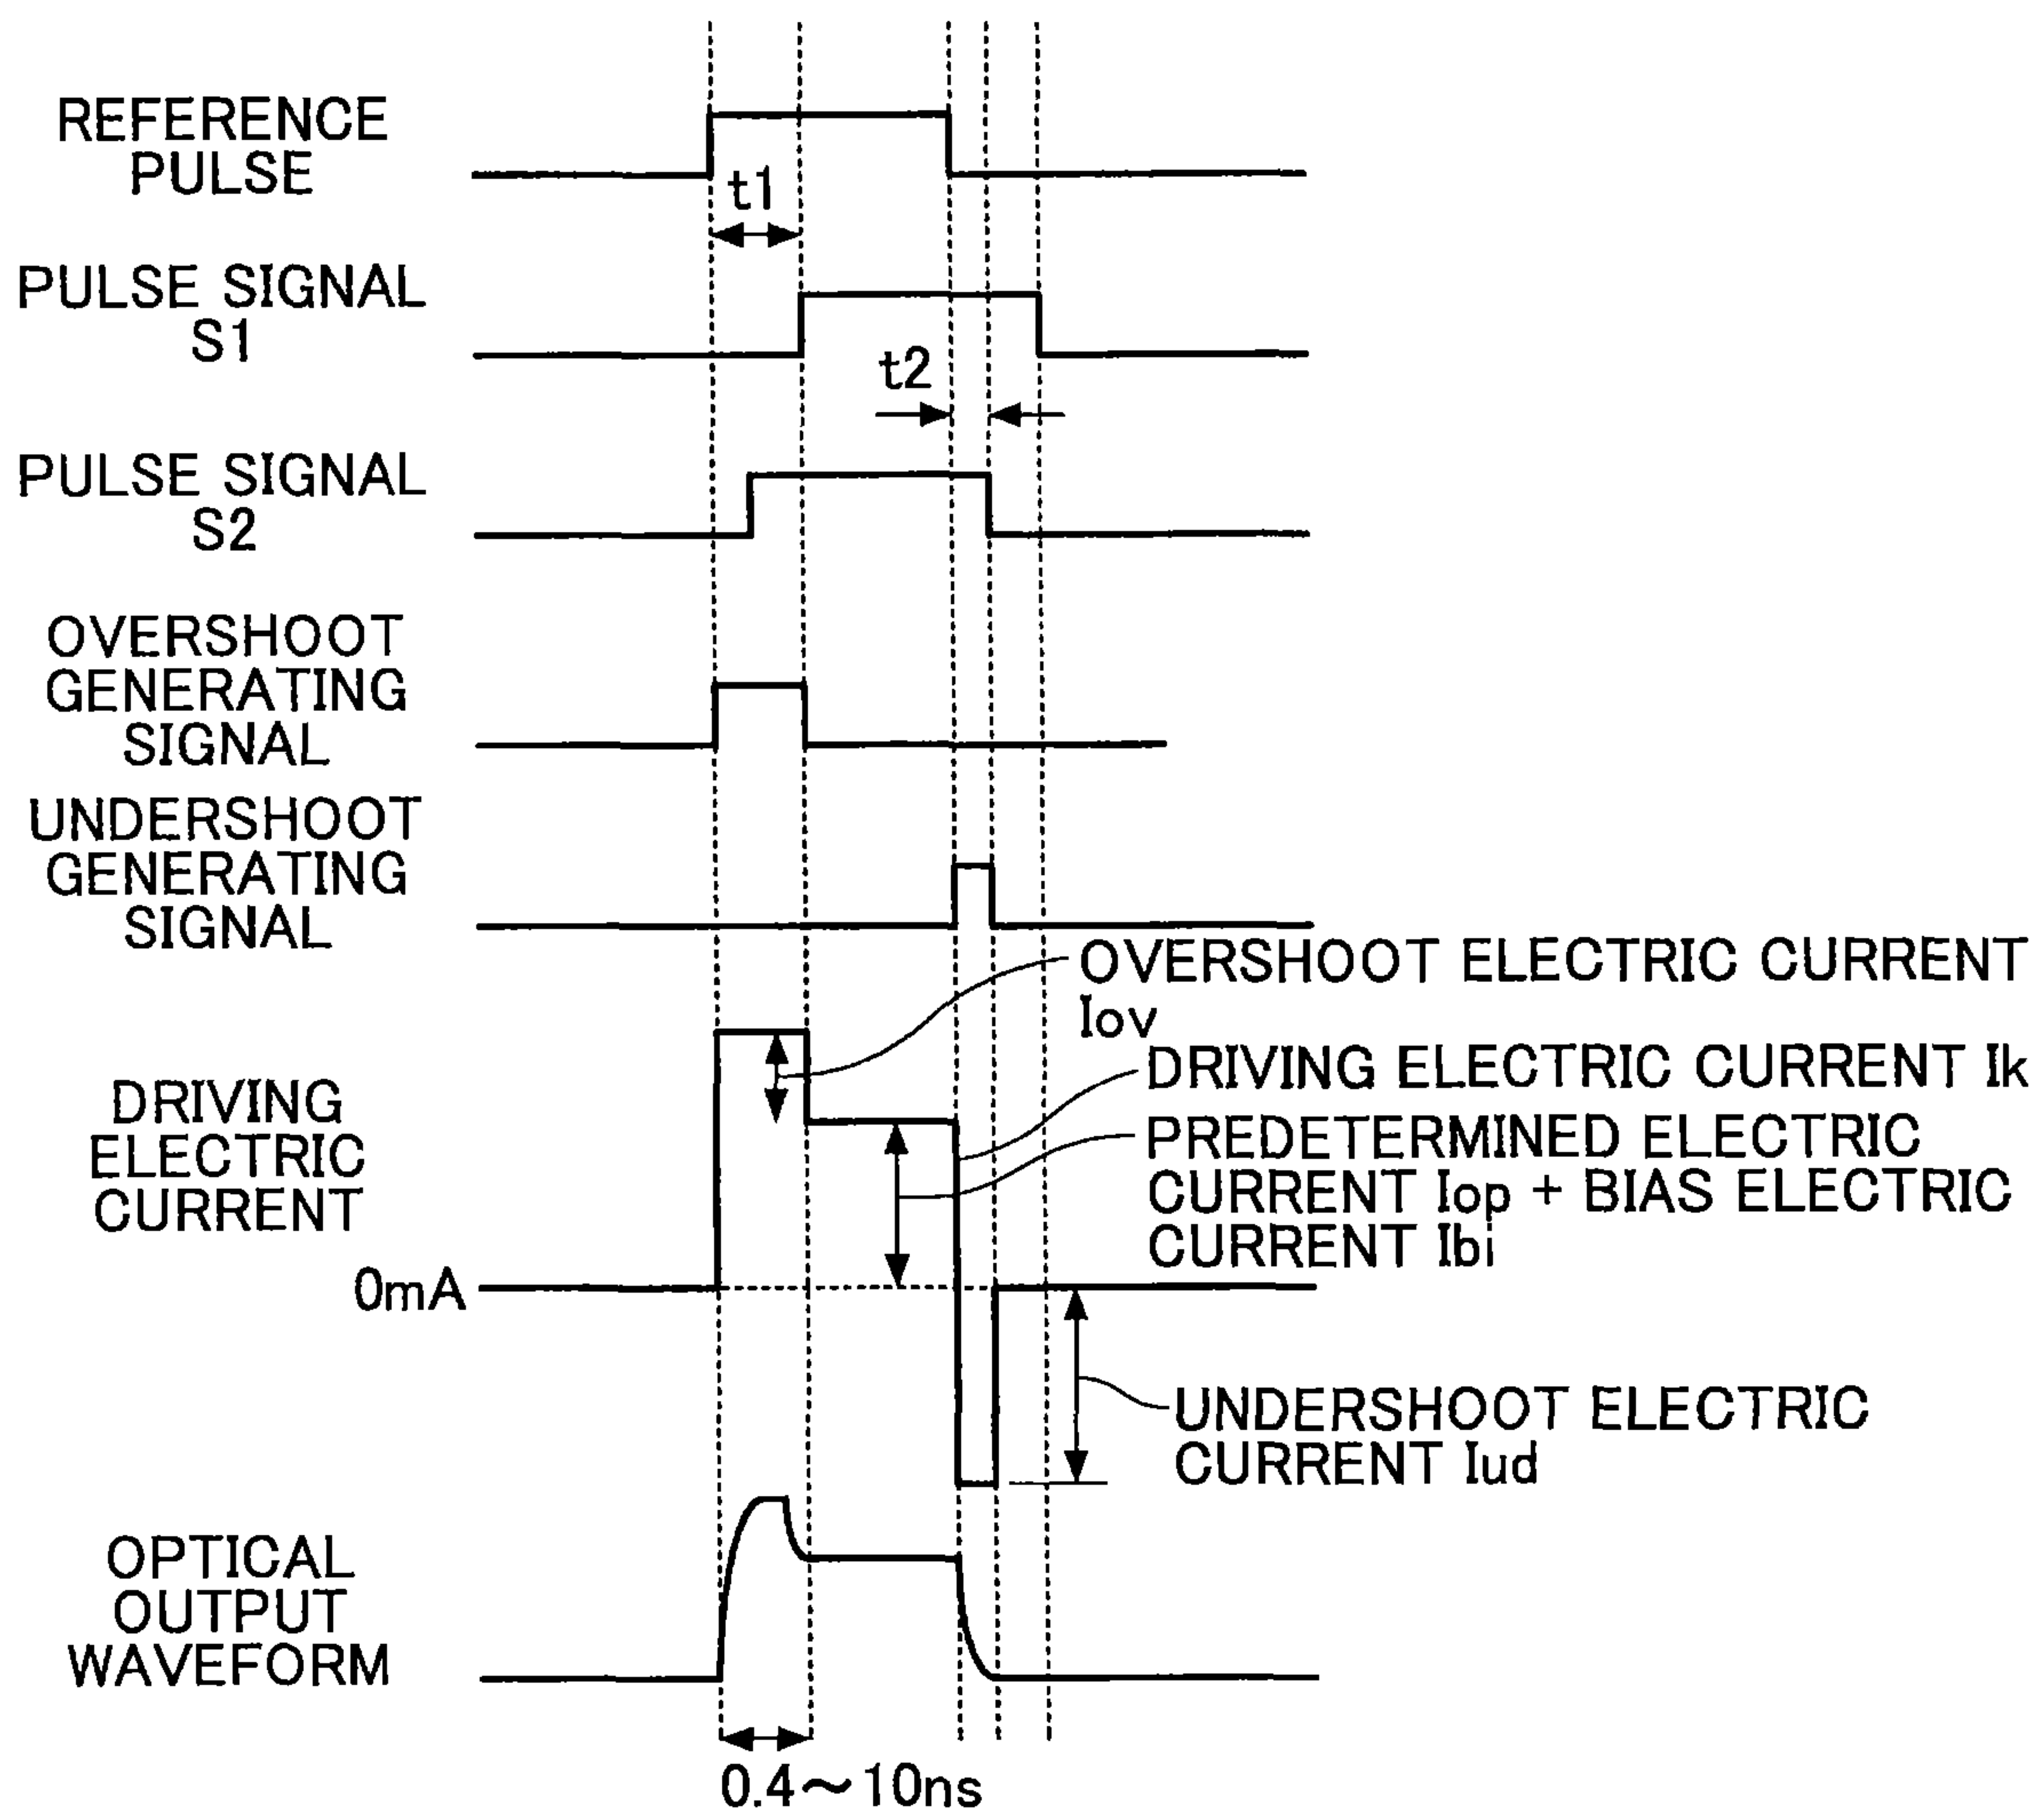 REFERENCE
PULSE
t1
PULSE SIGNAL
S1
t2
PULSE SIGNAL
S2
OVERSHOOT
GENERATING
SIGNAL
UNDERSHOOT
GENERATING
SIGNAL
OVERSHOOT ELECTRIC CURRENT
Iov
DRIVING ELECTRIC CURRENT Ik
DRIVING
ELECTRIC
CURRENT
PREDETERMINED ELECTRIC
CURRENT Iop + BIAS ELECTRIC
CURRENT Ibi
0mA
UNDERSHOOT ELECTRIC
CURRENT Iud
OPTICAL
OUTPUT
WAVEFORM
0.4～10ns